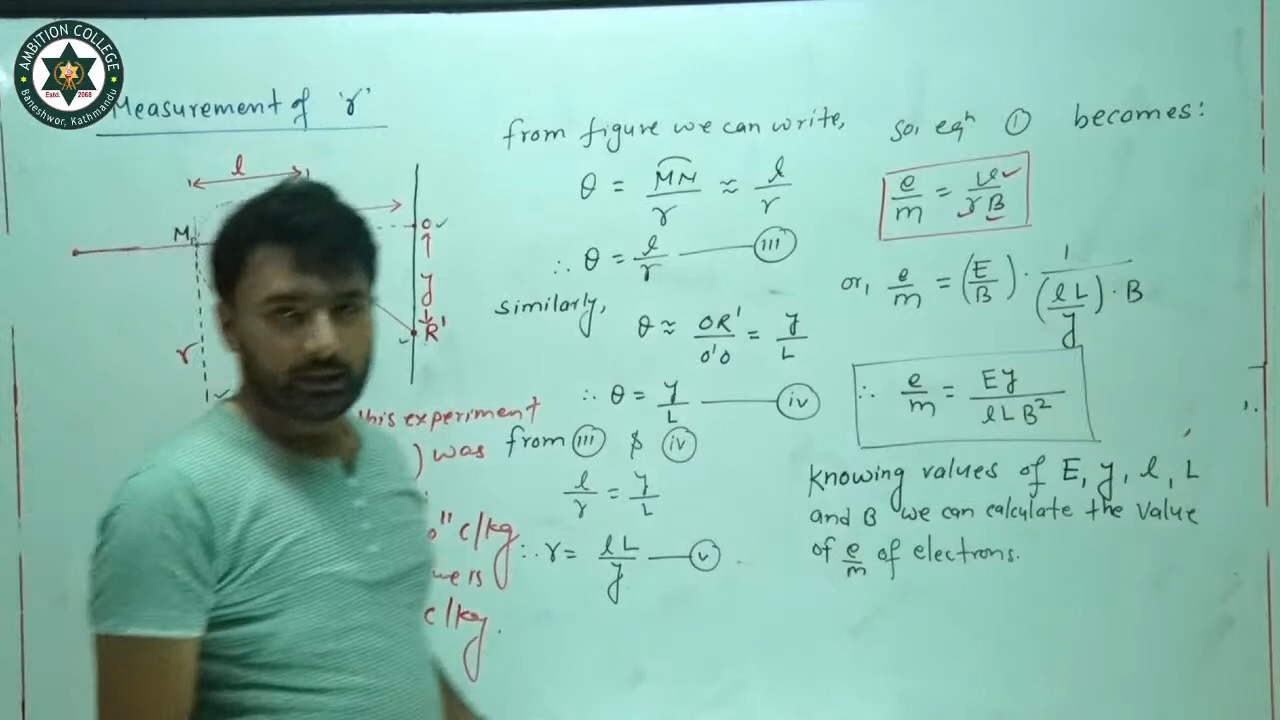 AMBITION COLLEGE
Estd. 2068
Baneshwor, Kathmandu
Measurement of 'r'
l
M
O
y
R'
r
this experiment
) was
c/kg
c/kg.
from figure we can write,
θ = MN/r ≈ l/r
∴ θ = l/r —— (iii)
similarly,
θ ≈ OR'/O'O = y/L
∴ θ = y/L —— (iv)
from (iii) & (iv)
l/r = y/L
∴ r = lL/y —— (v)
so, eqn (i) becomes:
e/m = v/rB
or, e/m = (E/B) · 1/((lL/y) · B)
∴ e/m = Ey/lLB²
Knowing values of E, y, l, L
and B we can calculate the value
of e/m of electrons.